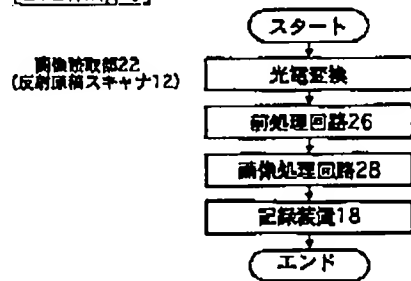 スタート
画像読取部22
(反射原稿スキャナ12)
光電変換
前処理回路26
画像処理回路28
記録装置18
エンド